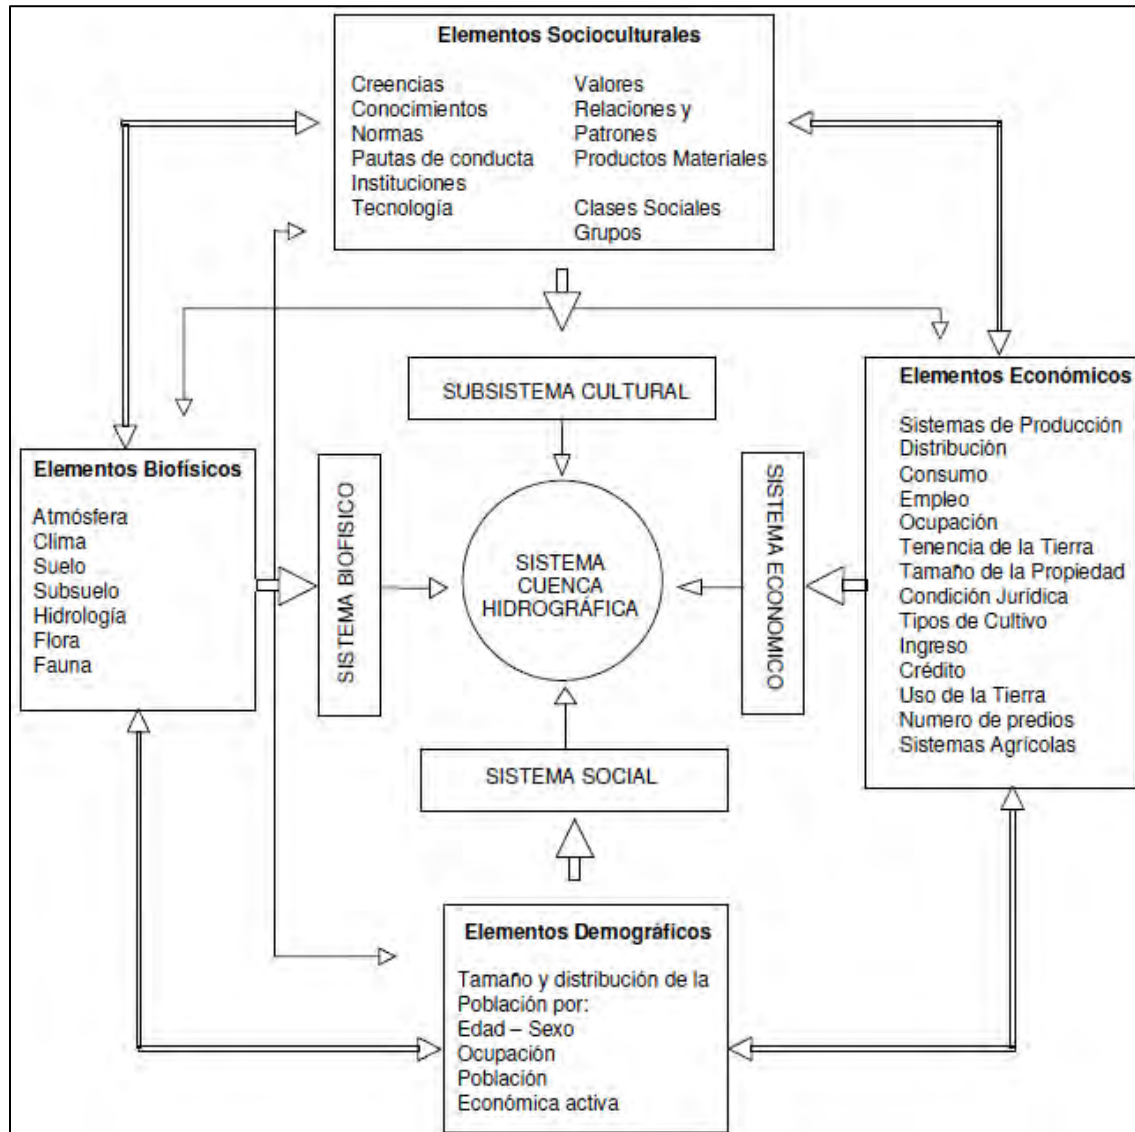 Elementos Socioculturales
Creencias
Conocimientos
Normas
Pautas de conducta
Instituciones
Tecnología
Valores
Relaciones y
Patrones
Productos Materiales
Clases Sociales
Grupos
SUBSISTEMA CULTURAL
Elementos Biofísicos
Atmósfera
Clima
Suelo
Subsuelo
Hidrología
Flora
Fauna
SISTEMA BIOFISICO
SISTEMA
CUENCA
HIDROGRÁFICA
SISTEMA ECONOMICO
Elementos Económicos
Sistemas de Producción
Distribución
Consumo
Empleo
Ocupación
Tenencia de la Tierra
Tamaño de la Propiedad
Condición Jurídica
Tipos de Cultivo
Ingreso
Crédito
Uso de la Tierra
Numero de predios
Sistemas Agrícolas
SISTEMA SOCIAL
Elementos Demográficos
Tamaño y distribución de la
Población por:
Edad – Sexo
Ocupación
Población
Económica activa